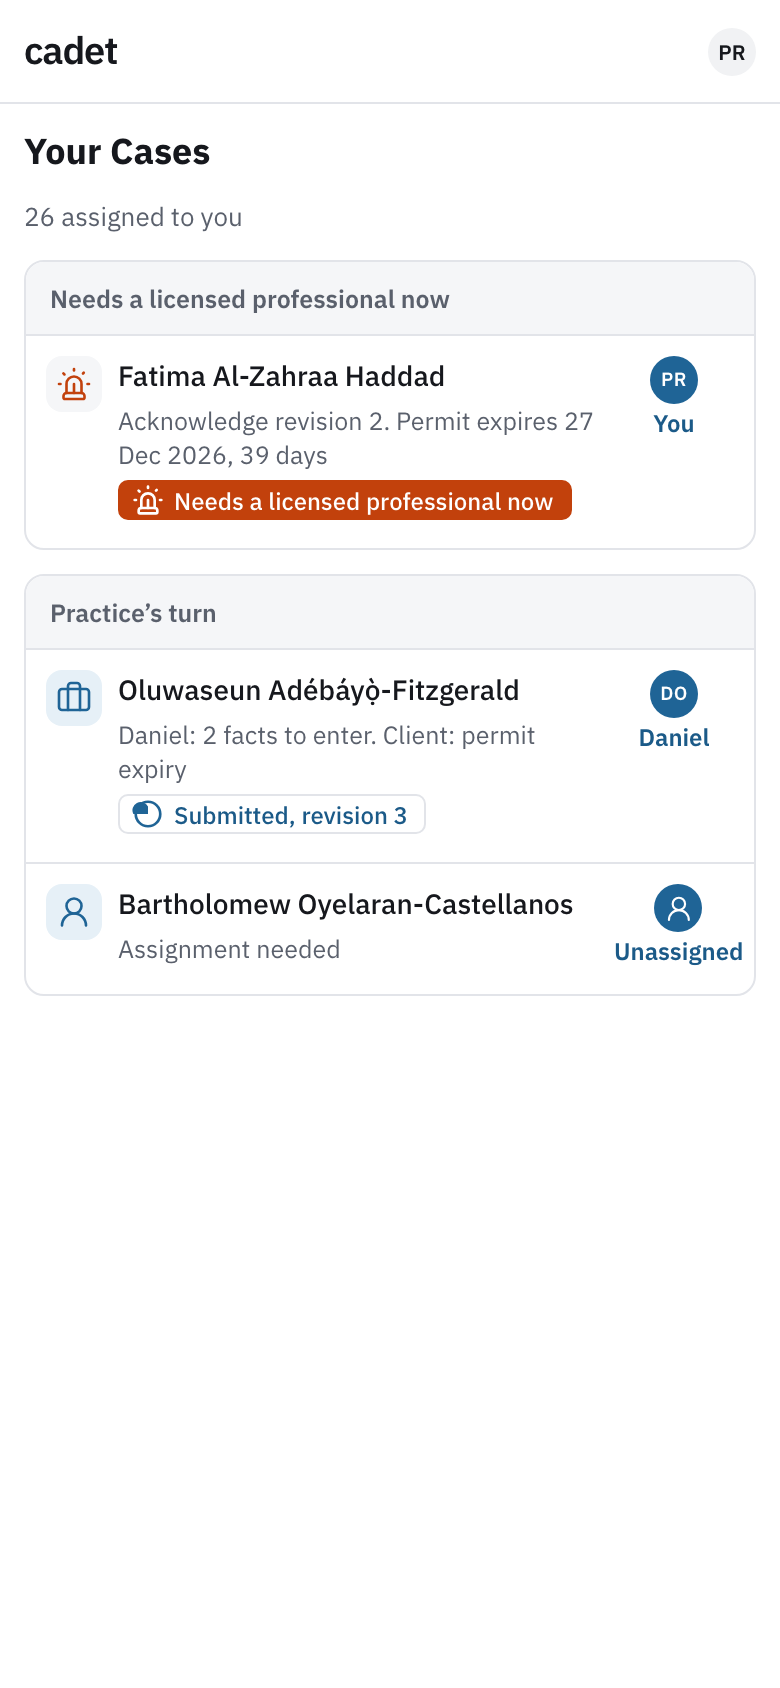 cadet
PR
Your Cases
26 assigned to you
Needs a licensed professional now
Fatima Al-Zahraa Haddad
PR
You
Acknowledge revision 2. Permit expires 27
Dec 2026, 39 days
Needs a licensed professional now
Practice’s turn
Oluwaseun Adébáyọ̀-Fitzgerald
DO
Daniel
Daniel: 2 facts to enter. Client: permit
expiry
Submitted, revision 3
Bartholomew Oyelaran-Castellanos
Unassigned
Assignment needed